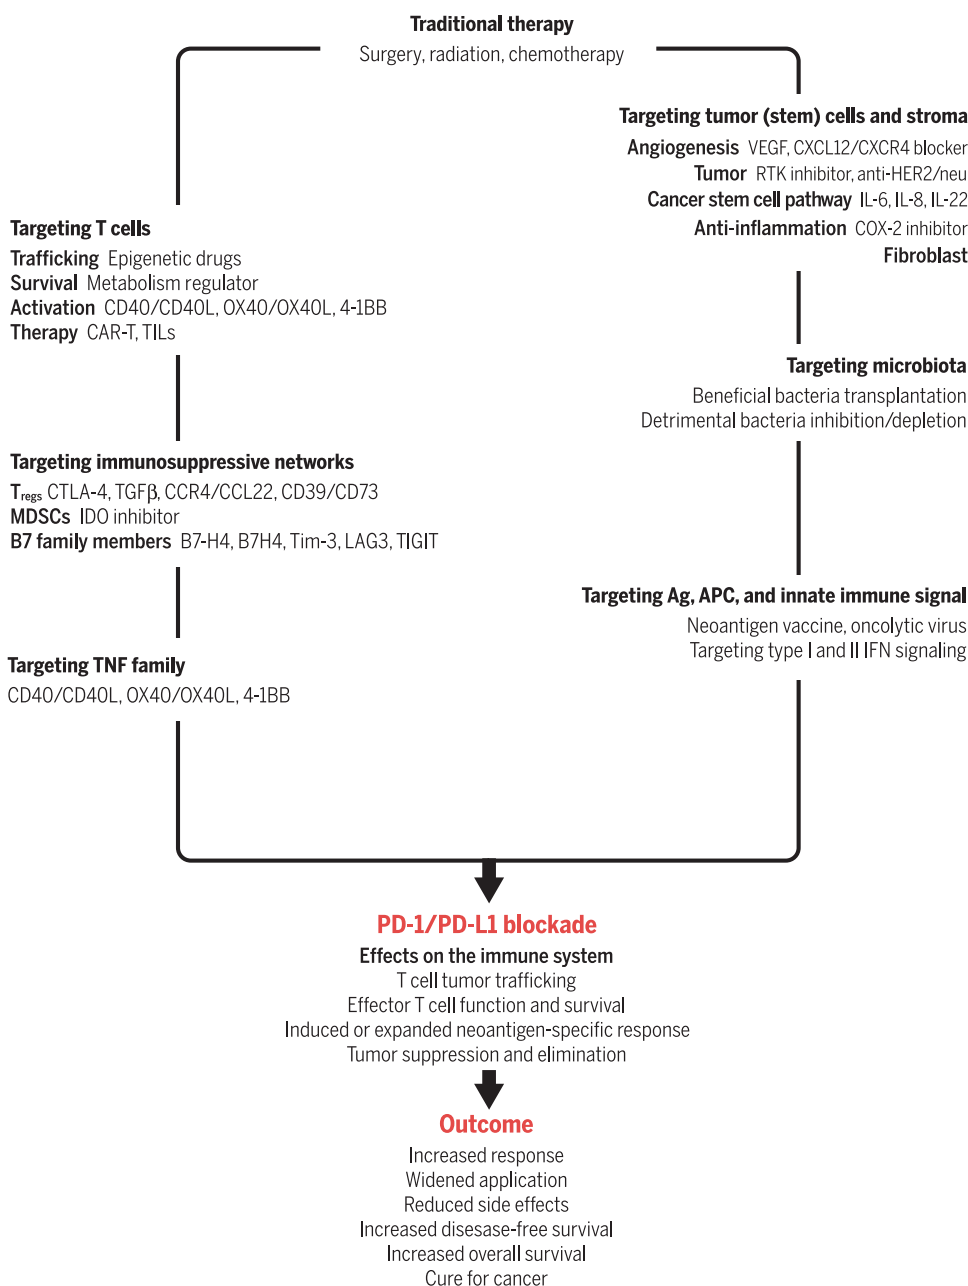 Traditional therapy
Surgery, radiation, chemotherapy
Targeting T cells
Trafficking Epigenetic drugs
Survival Metabolism regulator
Activation CD40/CD40L, OX40/OX40L, 4-1BB
Therapy CAR-T, TILs
Targeting immunosuppressive networks
Tregs CTLA-4, TGFβ, CCR4/CCL22, CD39/CD73
MDSCs IDO inhibitor
B7 family members B7-H4, B7H4, Tim-3, LAG3, TIGIT
Targeting TNF family
CD40/CD40L, OX40/OX40L, 4-1BB
Targeting tumor (stem) cells and stroma
Angiogenesis VEGF, CXCL12/CXCR4 blocker
Tumor RTK inhibitor, anti-HER2/neu
Cancer stem cell pathway IL-6, IL-8, IL-22
Anti-inflammation COX-2 inhibitor
Fibroblast
Targeting microbiota
Beneficial bacteria transplantation
Detrimental bacteria inhibition/depletion
Targeting Ag, APC, and innate immune signal
Neoantigen vaccine, oncolytic virus
Targeting type I and II IFN signaling
PD-1/PD-L1 blockade
Effects on the immune system
T cell tumor trafficking
Effector T cell function and survival
Induced or expanded neoantigen-specific response
Tumor suppression and elimination
Outcome
Increased response
Widened application
Reduced side effects
Increased disesase-free survival
Increased overall survival
Cure for cancer